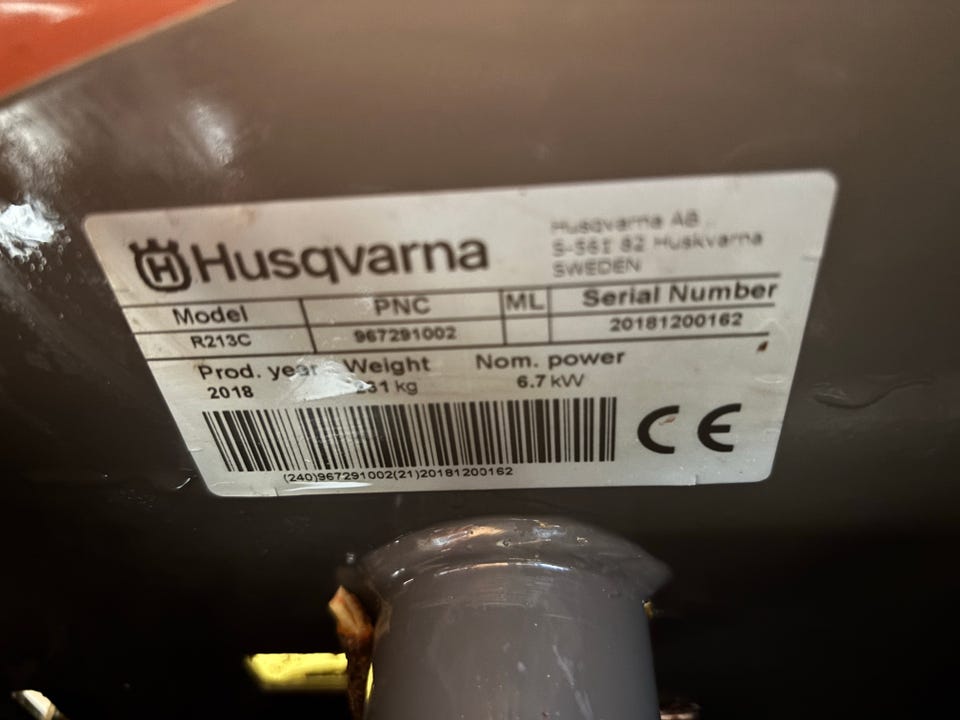 Husqvarna
Husqvarna AB
S-561 82 Huskvarna
SWEDEN
Model PNC ML Serial Number
R213C 967291002 20181200162
Prod. year Weight Nom. power
2018 kg 6.7 kW
CE
(240)967291002(21)20181200162